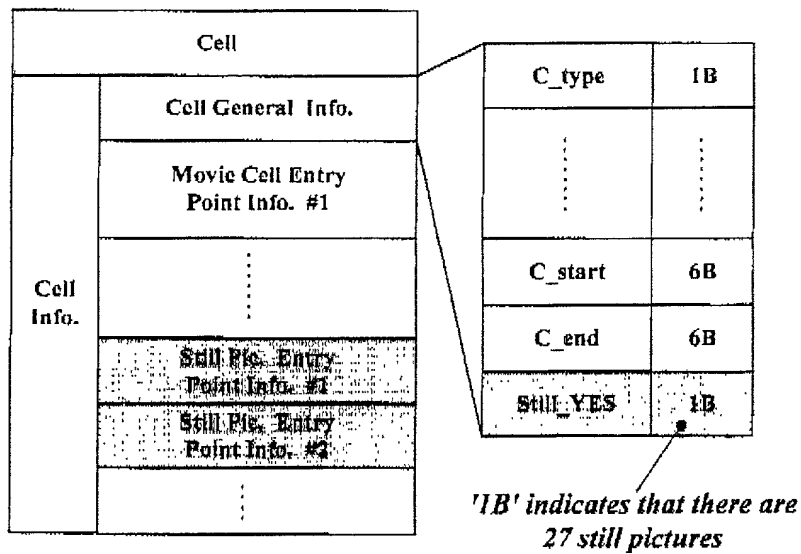 Cell
Cell
Info.
Cell General Info.
Movie Cell Entry
Point Info. #1
Still Pic. Entry
Point Info. #1
Still Pic. Entry
Point Info. #2
C_type 1B
C_start 6B
C_end 6B
Still_YES 1B
'1B' indicates that there are
27 still pictures